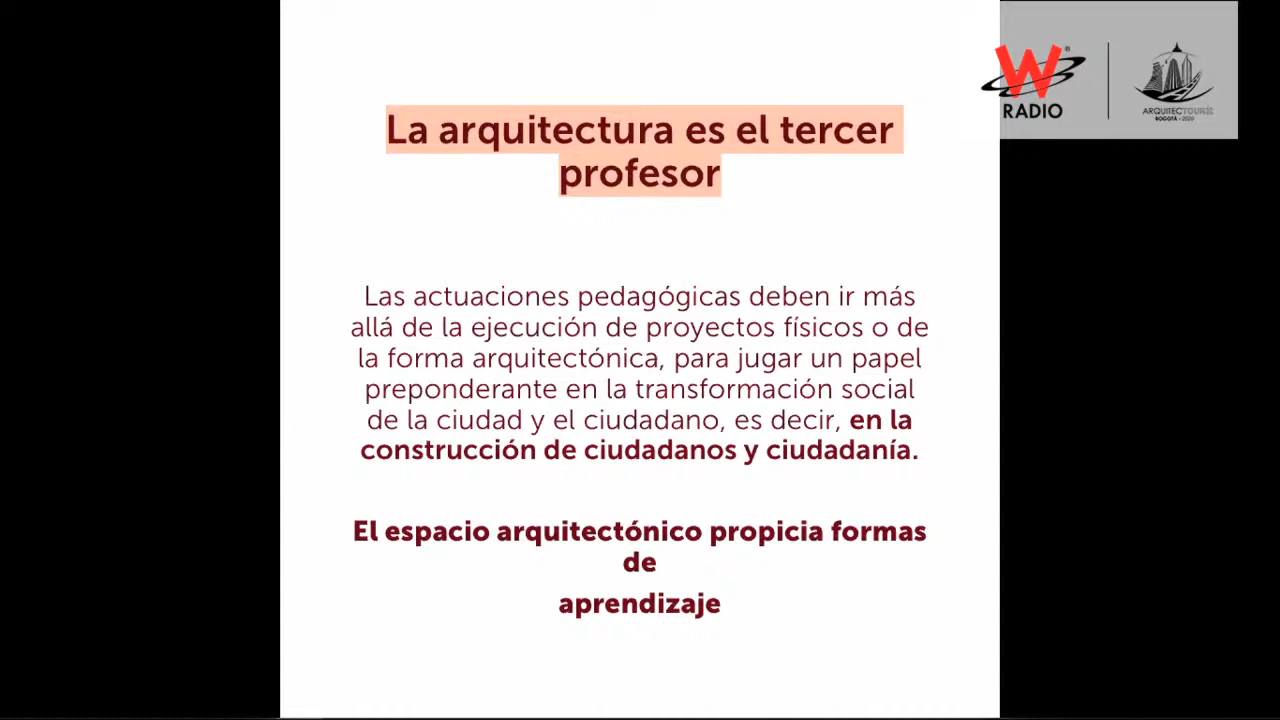 La arquitectura es el tercer
profesor
Las actuaciones pedagógicas deben ir más
allá de la ejecución de proyectos físicos o de
la forma arquitectónica, para jugar un papel
preponderante en la transformación social
de la ciudad y el ciudadano, es decir, en la
construcción de ciudadanos y ciudadanía.
El espacio arquitectónico propicia formas
de
aprendizaje
W®
RADIO
ARQUITECTOUR
BOGOTÁ - 2020